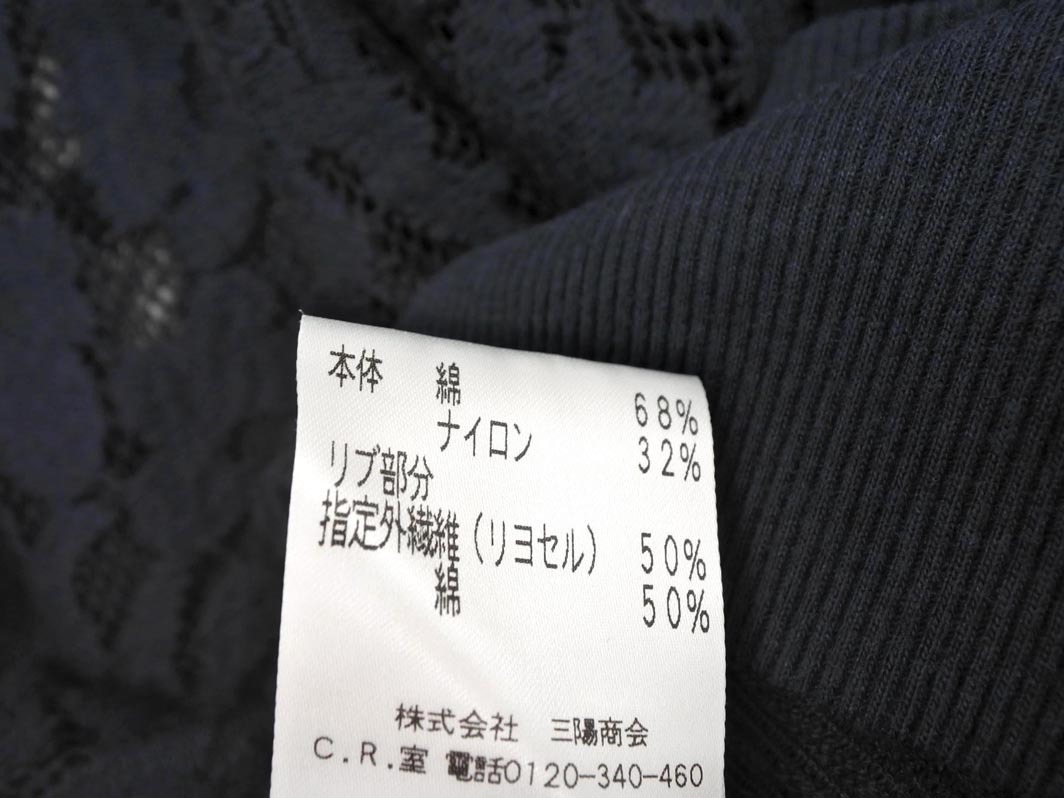 本体 綿 68%
ナイロン 32%
リブ部分
指定外繊維(リヨセル) 50%
綿 50%
株式会社 三陽商会
C.R.室 電話0120-340-460